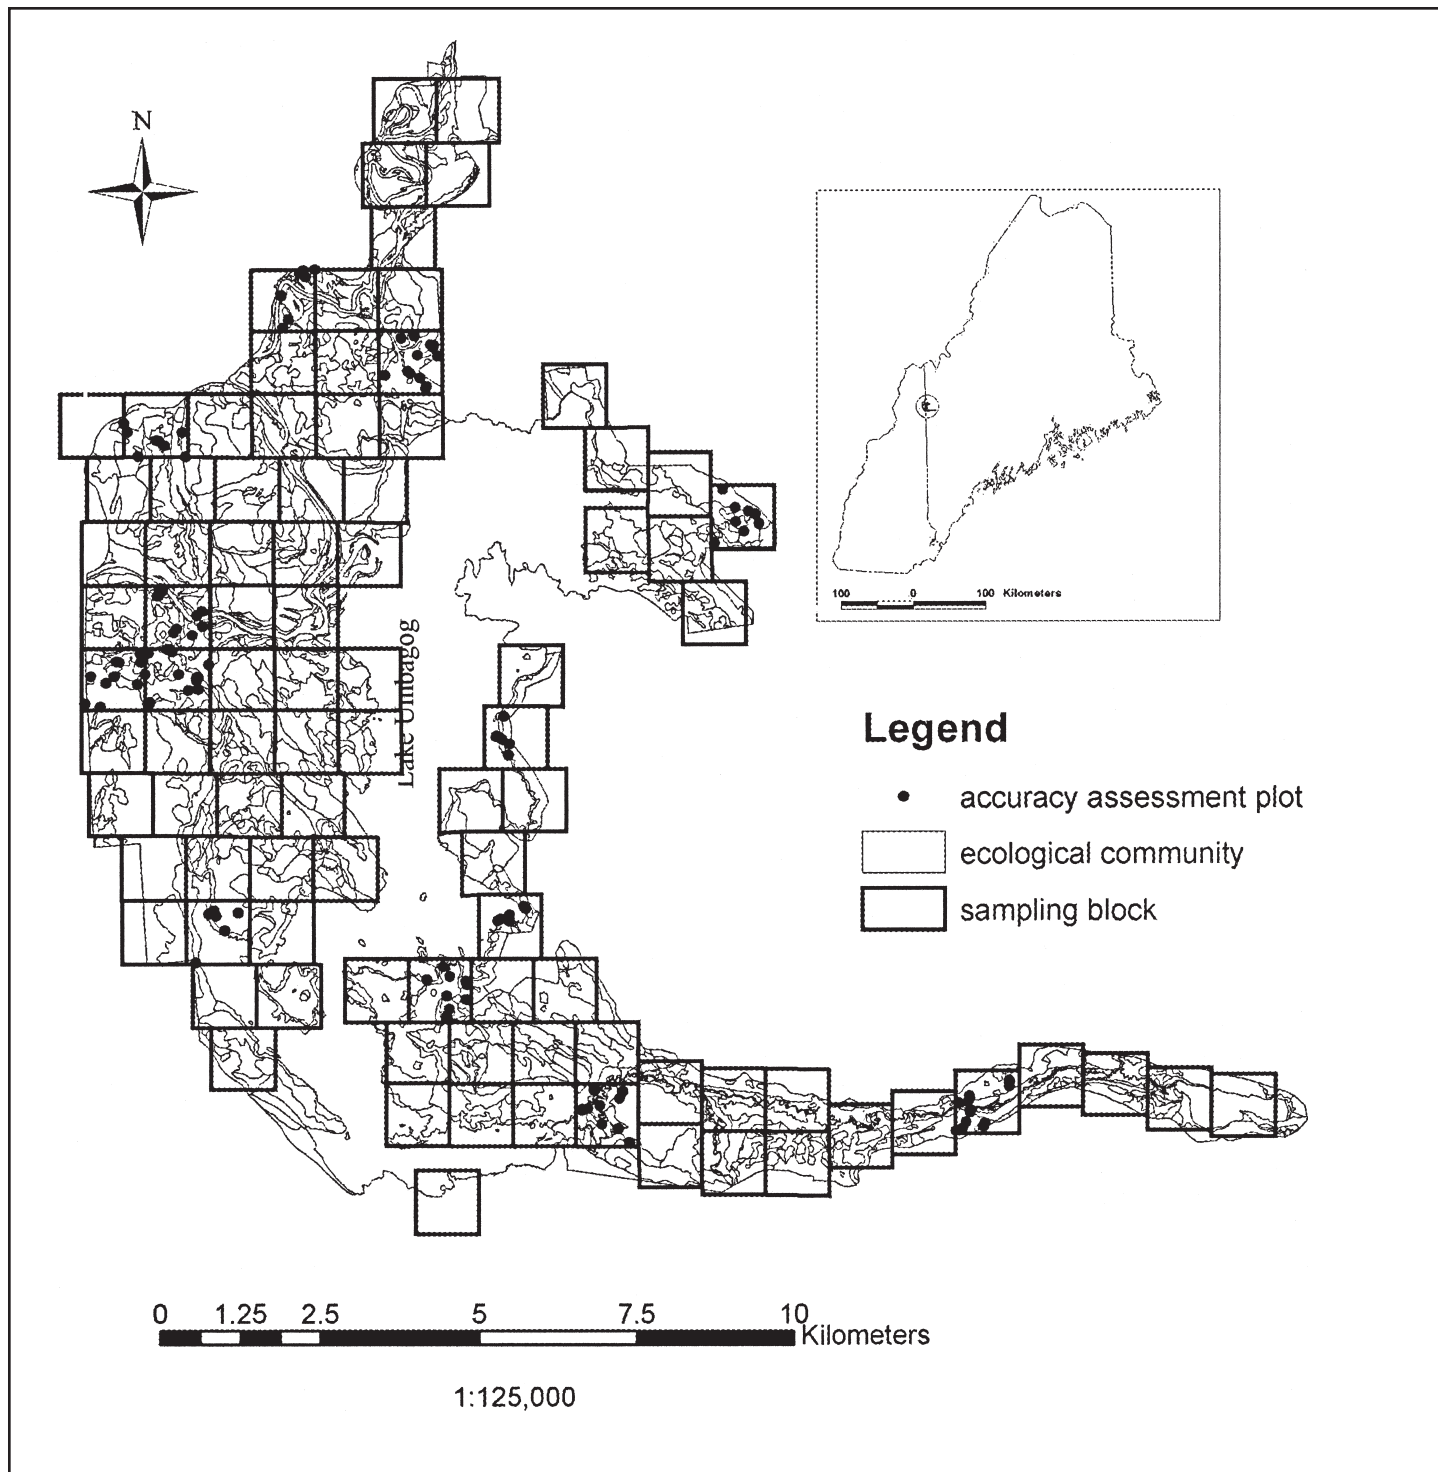 N
100 0 100 Kilometers
Lake Umbagog
Legend
accuracy assessment plot
ecological community
sampling block
0 1.25 2.5 5 7.5 10
Kilometers
1:125,000